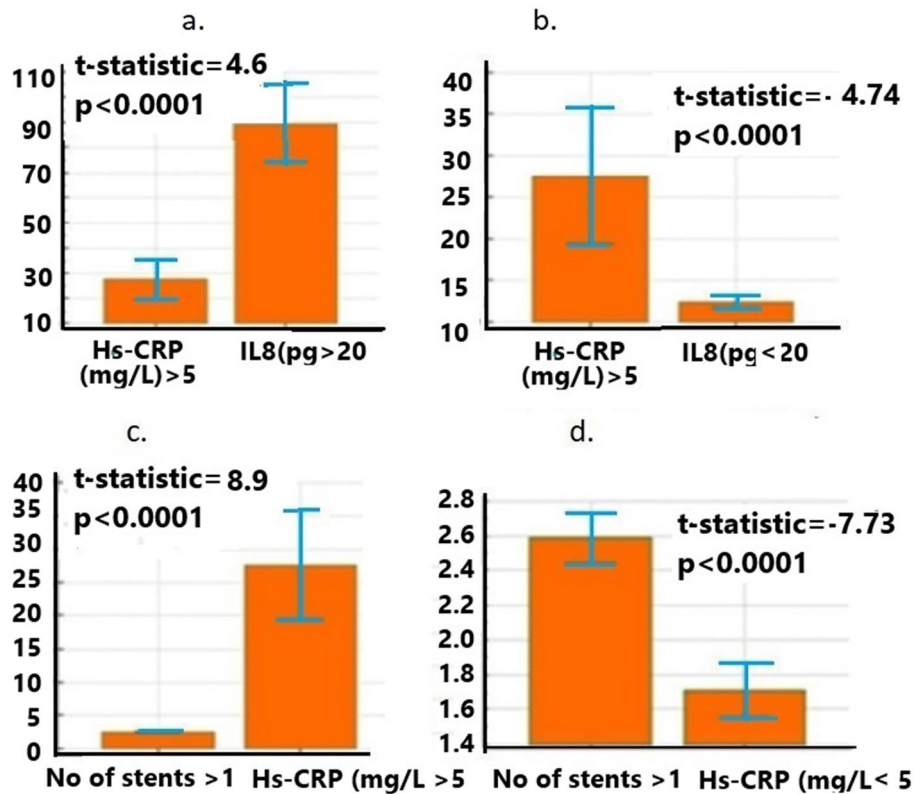 a.
t-statistic=4.6
p<0.0001
110
90
70
50
30
10
Hs-CRP
(mg/L)>5
IL8(pg>20
b.
t-statistic=- 4.74
p<0.0001
40
35
30
25
20
15
10
Hs-CRP
(mg/L)>5
IL8(pg<20
c.
t-statistic=8.9
p<0.0001
40
35
30
25
20
15
10
5
0
No of stents >1
Hs-CRP (mg/L >5
d.
t-statistic=-7.73
p<0.0001
2.8
2.6
2.4
2.2
2.0
1.8
1.6
1.4
No of stents >1
Hs-CRP (mg/L< 5